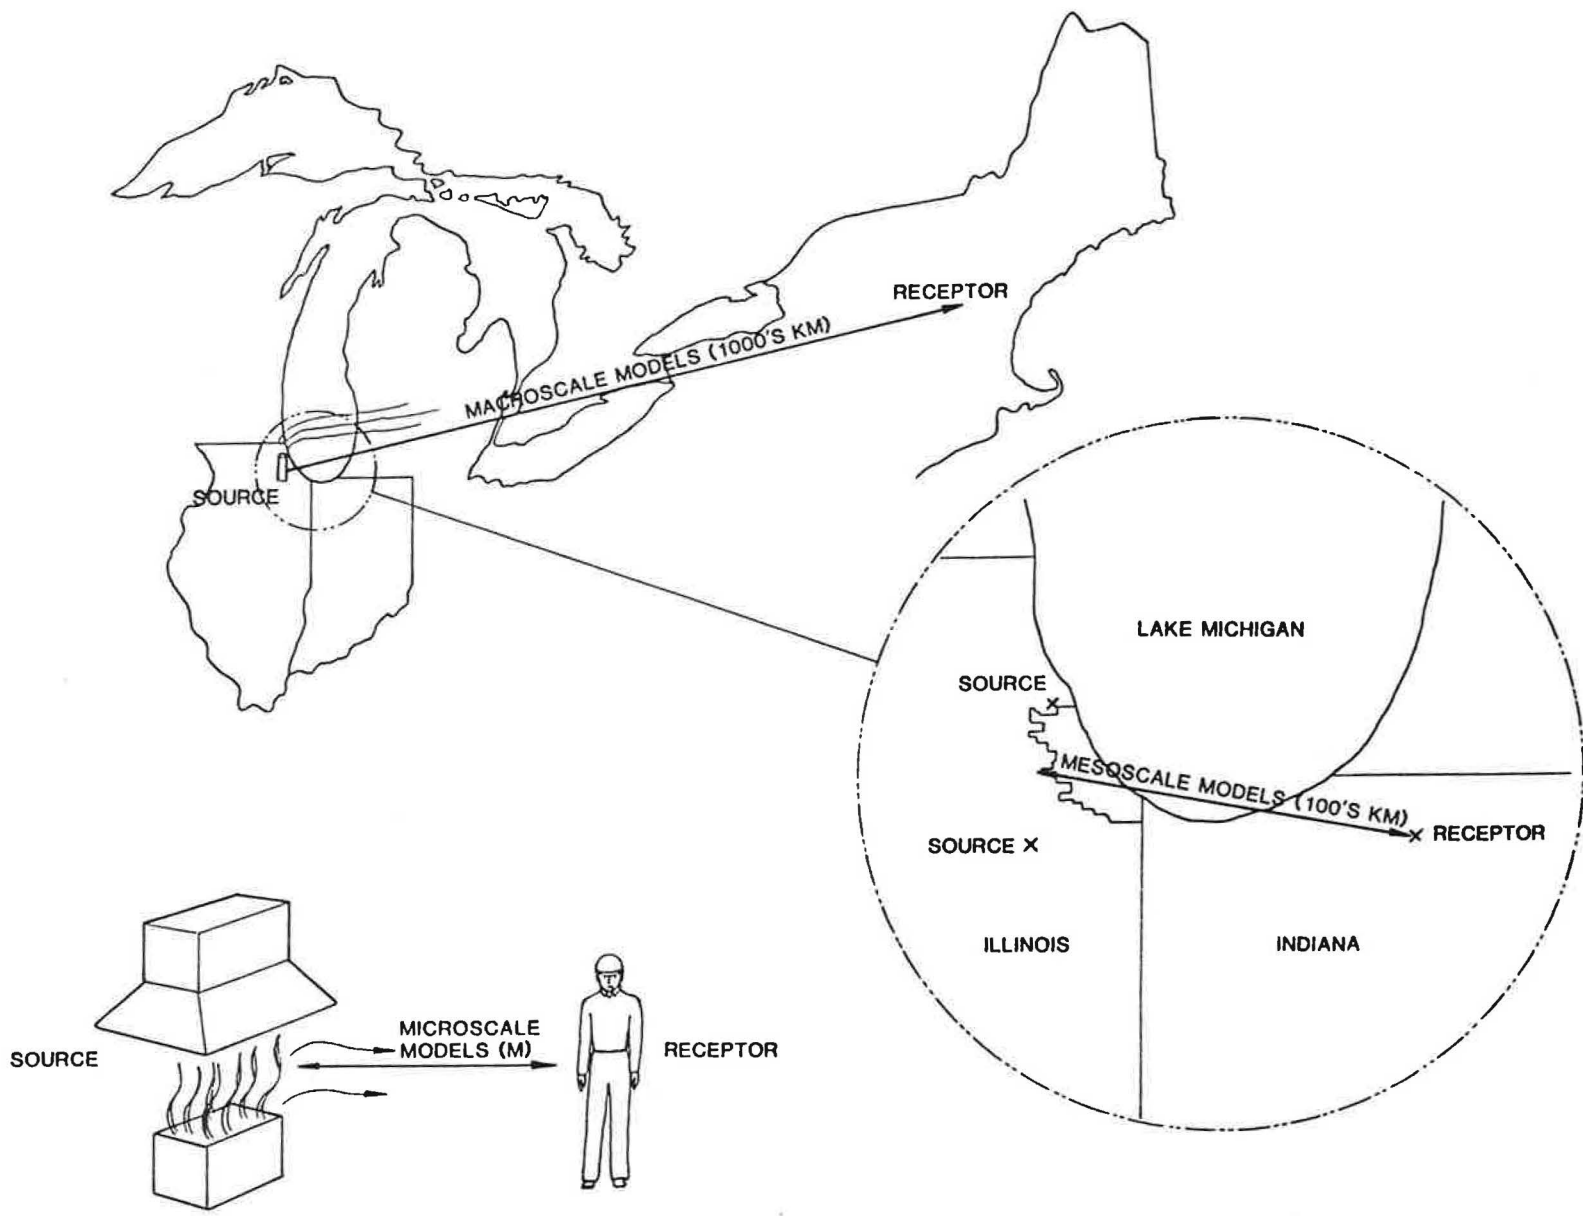 RECEPTOR
MACROSCALE MODELS (1000'S KM)
SOURCE
LAKE MICHIGAN
SOURCE
MESOSCALE MODELS (100'S KM)
RECEPTOR
SOURCE
ILLINOIS
INDIANA
MICROSCALE
MODELS (M)
SOURCE
RECEPTOR